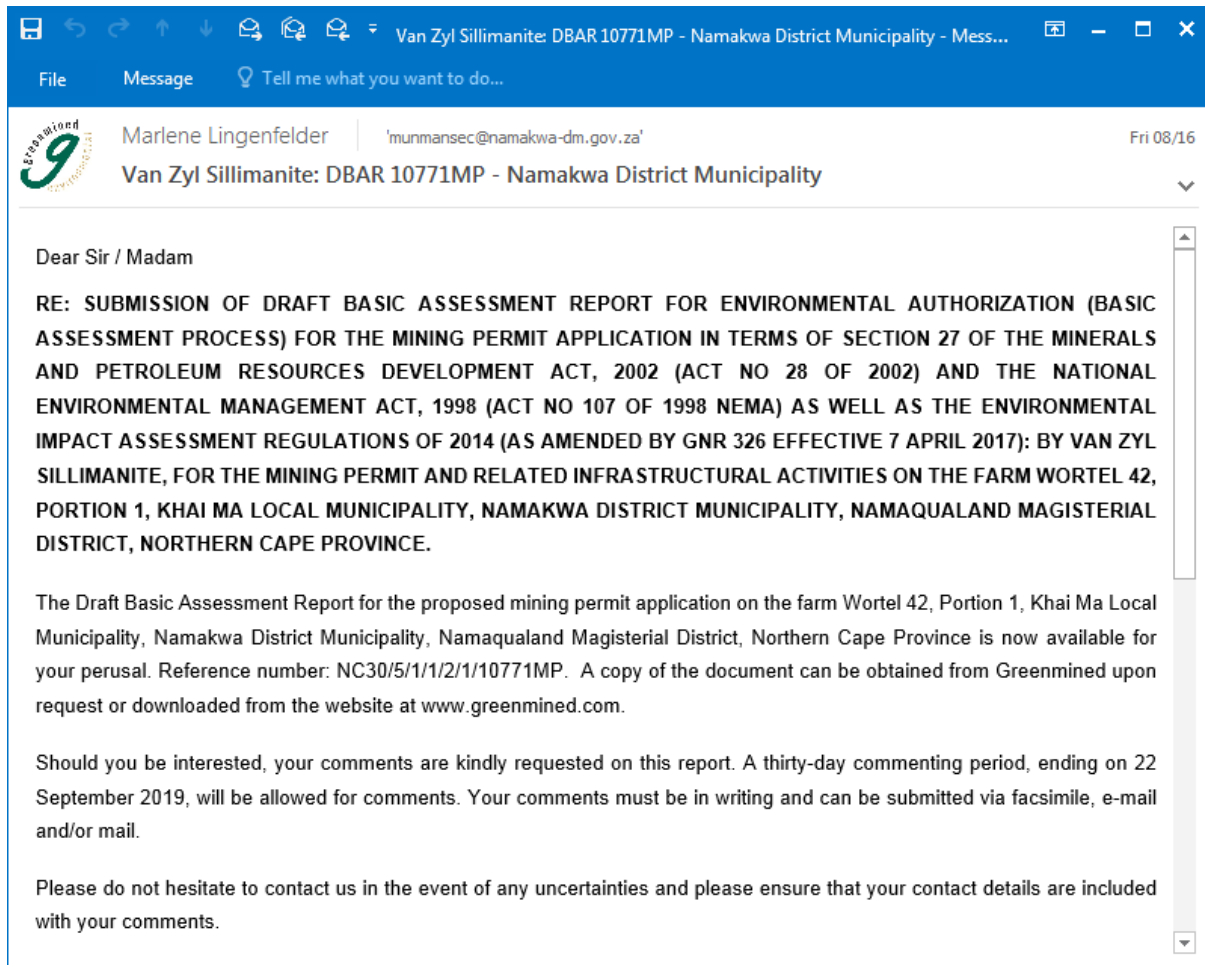 Van Zyl Sillimanite: DBAR 10771MP - Namakwa District Municipality - Mess...
File Message Tell me what you want to do...
greenmined
Marlene Lingenfelder 'munmansec@namakwa-dm.gov.za' Fri 08/16
Van Zyl Sillimanite: DBAR 10771MP - Namakwa District Municipality
Dear Sir / Madam
RE: SUBMISSION OF DRAFT BASIC ASSESSMENT REPORT FOR ENVIRONMENTAL AUTHORIZATION (BASIC
ASSESSMENT PROCESS) FOR THE MINING PERMIT APPLICATION IN TERMS OF SECTION 27 OF THE MINERALS
AND PETROLEUM RESOURCES DEVELOPMENT ACT, 2002 (ACT NO 28 OF 2002) AND THE NATIONAL
ENVIRONMENTAL MANAGEMENT ACT, 1998 (ACT NO 107 OF 1998 NEMA) AS WELL AS THE ENVIRONMENTAL
IMPACT ASSESSMENT REGULATIONS OF 2014 (AS AMENDED BY GNR 326 EFFECTIVE 7 APRIL 2017): BY VAN ZYL
SILLIMANITE, FOR THE MINING PERMIT AND RELATED INFRASTRUCTURAL ACTIVITIES ON THE FARM WORTEL 42,
PORTION 1, KHAI MA LOCAL MUNICIPALITY, NAMAKWA DISTRICT MUNICIPALITY, NAMAQUALAND MAGISTERIAL
DISTRICT, NORTHERN CAPE PROVINCE.
The Draft Basic Assessment Report for the proposed mining permit application on the farm Wortel 42, Portion 1, Khai Ma Local
Municipality, Namakwa District Municipality, Namaqualand Magisterial District, Northern Cape Province is now available for
your perusal. Reference number: NC30/5/1/1/2/1/10771MP. A copy of the document can be obtained from Greenmined upon
request or downloaded from the website at www.greenmined.com.
Should you be interested, your comments are kindly requested on this report. A thirty-day commenting period, ending on 22
September 2019, will be allowed for comments. Your comments must be in writing and can be submitted via facsimile, e-mail
and/or mail.
Please do not hesitate to contact us in the event of any uncertainties and please ensure that your contact details are included
with your comments.